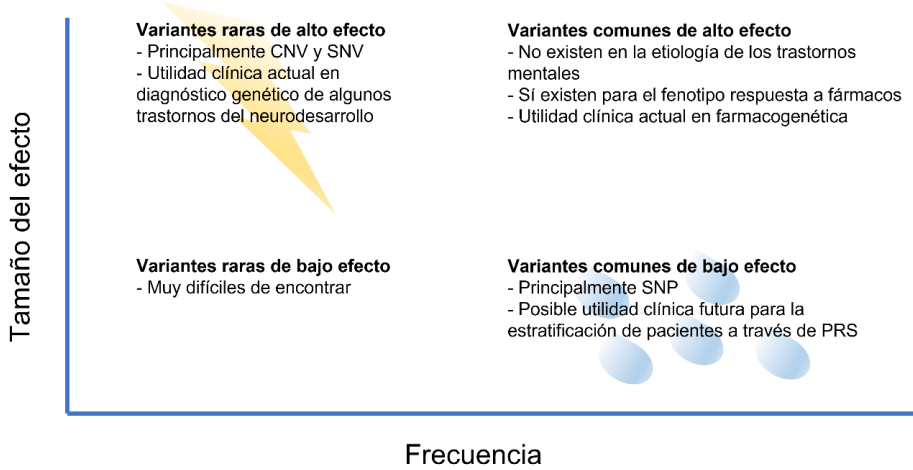 Tamaño del efecto
Variantes raras de alto efecto
- Principalmente CNV y SNV
- Utilidad clínica actual en
diagnóstico genético de algunos
trastornos del neurodesarrollo
Variantes comunes de alto efecto
- No existen en la etiología de los trastornos
mentales
- Sí existen para el fenotipo respuesta a fármacos
- Utilidad clínica actual en farmacogenética
Variantes raras de bajo efecto
- Muy difíciles de encontrar
Variantes comunes de bajo efecto
- Principalmente SNP
- Posible utilidad clínica futura para la
estratificación de pacientes a través de PRS
Frecuencia